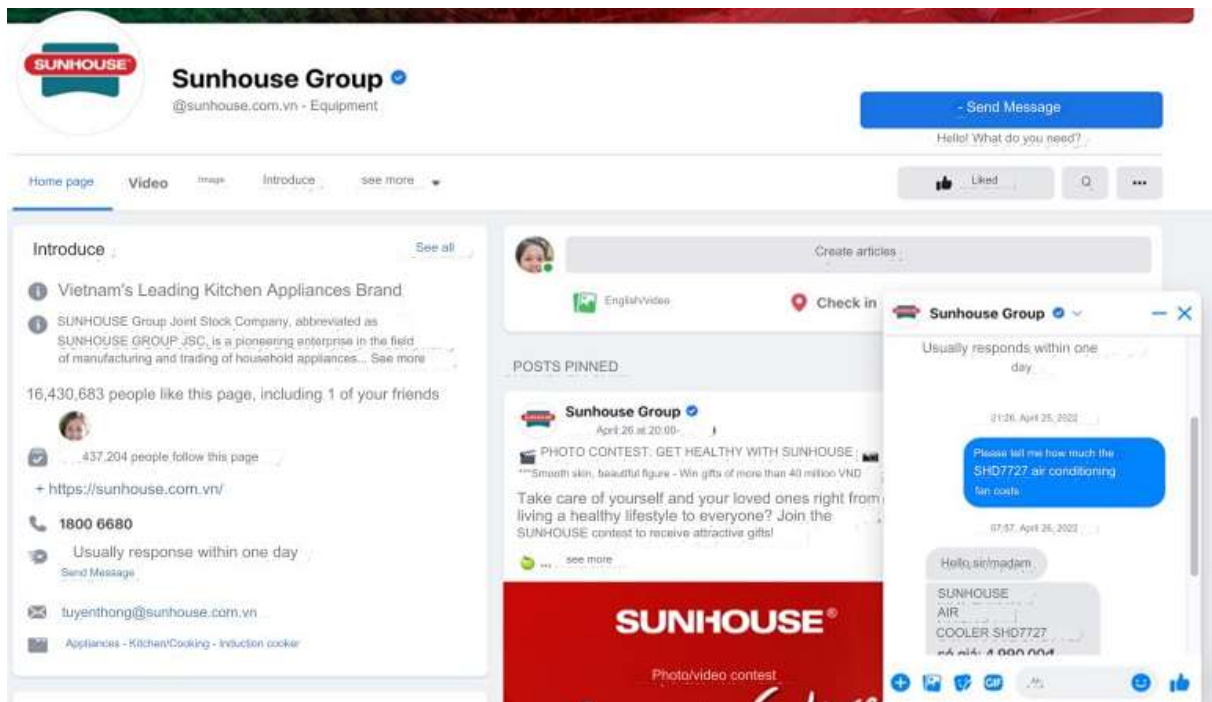 SUNHOUSE
Sunhouse Group
@sunhouse.com.vn - Equipment
- Send Message
Hello! What do you need?
Home page Video Image Introduce see more
Liked
Introduce
See all
Vietnam's Leading Kitchen Appliances Brand
SUNHOUSE Group Joint Stock Company, abbreviated as
SUNHOUSE GROUP JSC, is a pioneering enterprise in the field
of manufacturing and trading of household appliances... See more
16,430,683 people like this page, including 1 of your friends
437,204 people follow this page
+ https://sunhouse.com.vn/
1800 6680
Usually response within one day
Send Message
tuyenthong@sunhouse.com.vn
Appliances - Kitchen/Cooking - Induction cooker
Create articles
English/video
Check in
POSTS PINNED
Sunhouse Group
April 26 at 20:00-
PHOTO CONTEST: GET HEALTHY WITH SUNHOUSE
***Smooth skin, beautiful figure - Win gifts of more than 40 million VND
Take care of yourself and your loved ones right from
living a healthy lifestyle to everyone? Join the
SUNHOUSE contest to receive attractive gifts!
... see more
SUNHOUSE®
Photo/video contest
Sunhouse Group
Usually responds within one
day
21:26, April 25, 2022
Please tell me how much the
SHD7727 air conditioning
fan costs
07:57, April 26, 2022
Hello,sir/madam
SUNHOUSE
AIR
COOLER SHD7727
có giá: 4.990.00đ
GIF